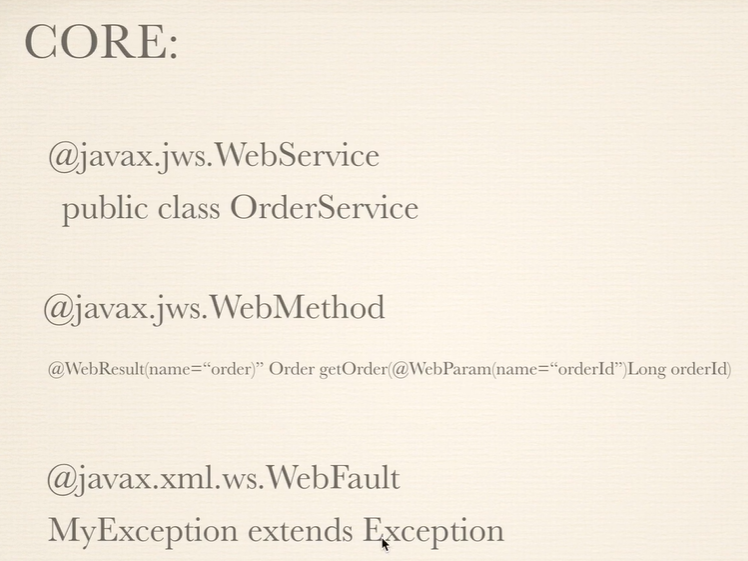 CORE:
@javax.jws.WebService
public class OrderService
@javax.jws.WebMethod
@WebResult(name=“order)” Order getOrder(@WebParam(name=“orderId”)Long orderId)
@javax.xml.ws.WebFault
MyException extends Exception